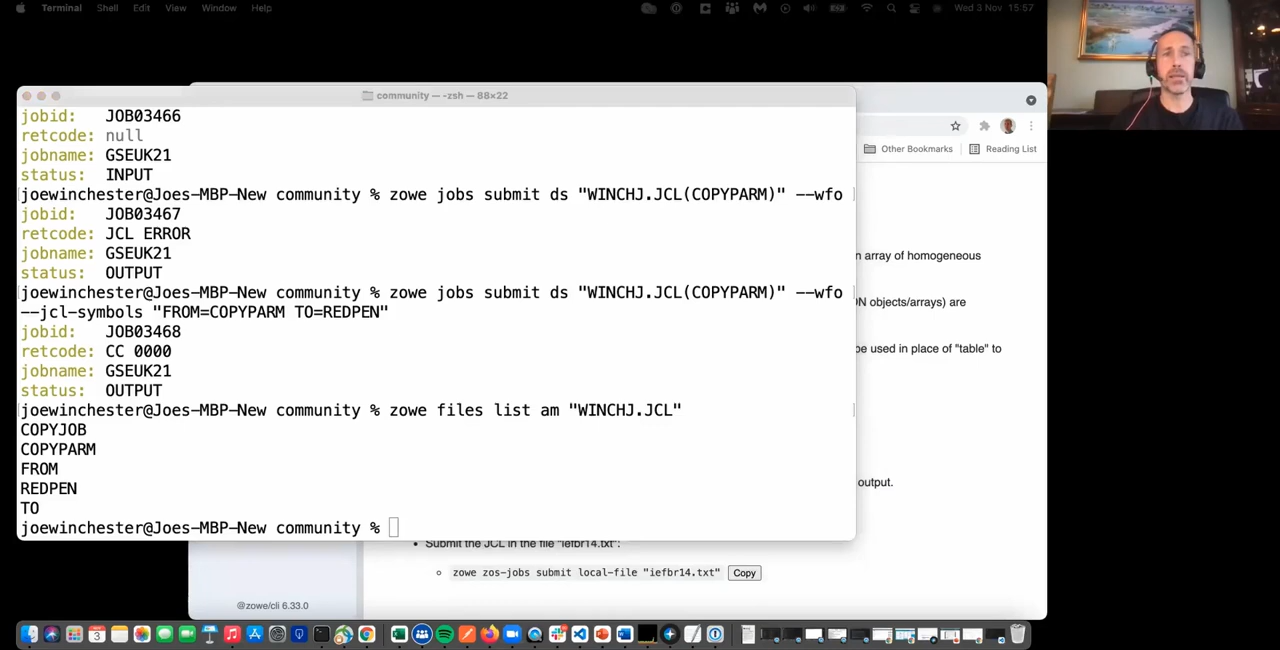 Terminal Shell Edit View Window Help Wed 3 Nov 15:57
community — -zsh — 88×22
jobid: JOB03466
retcode: null
jobname: GSEUK21
status: INPUT
joewinchester@Joes-MBP-New community % zowe jobs submit ds "WINCHJ.JCL(COPYPARM)" --wfo
jobid: JOB03467
retcode: JCL ERROR
jobname: GSEUK21
status: OUTPUT
joewinchester@Joes-MBP-New community % zowe jobs submit ds "WINCHJ.JCL(COPYPARM)" --wfo
--jcl-symbols "FROM=COPYPARM TO=REDPEN"
jobid: JOB03468
retcode: CC 0000
jobname: GSEUK21
status: OUTPUT
joewinchester@Joes-MBP-New community % zowe files list am "WINCHJ.JCL"
COPYJOB
COPYPARM
FROM
REDPEN
TO
joewinchester@Joes-MBP-New community %
Other Bookmarks Reading List
n array of homogeneous
ON objects/arrays) are
be used in place of "table" to
output.
Submit the JCL in the file "iefbr14.txt":
zowe zos-jobs submit local-file "iefbr14.txt" Copy
@zowe/cli 6.33.0